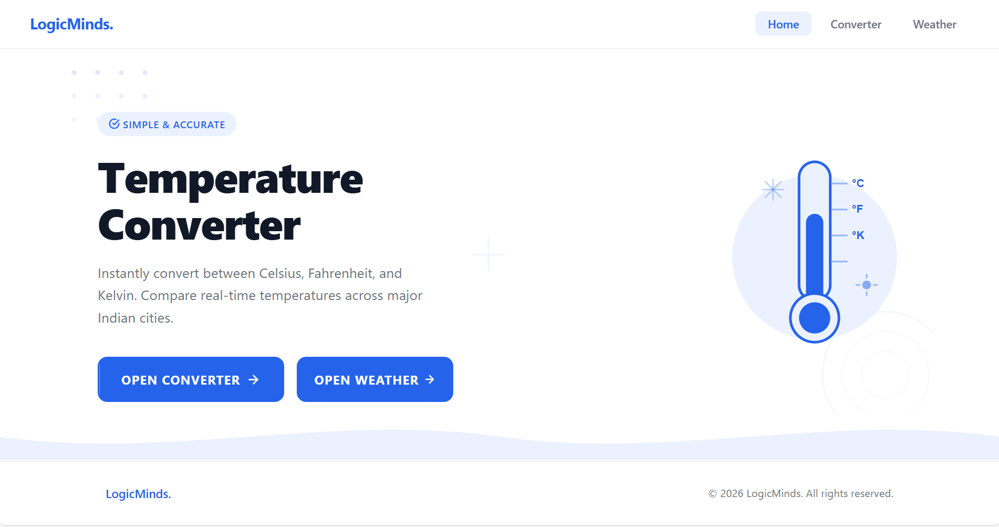 LogicMinds.
Home
Converter
Weather
SIMPLE & ACCURATE
Temperature
Converter
Instantly convert between Celsius, Fahrenheit, and
Kelvin. Compare real-time temperatures across major
Indian cities.
OPEN CONVERTER →
OPEN WEATHER →
°C
°F
°K
LogicMinds.
© 2026 LogicMinds. All rights reserved.